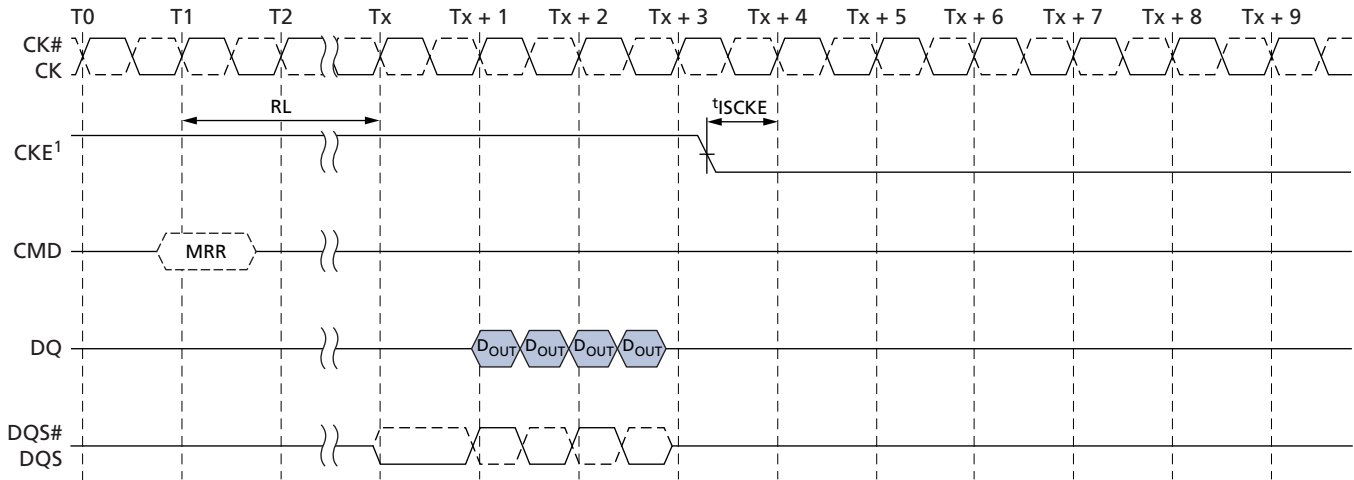 T0 T1 T2 Tx Tx + 1 Tx + 2 Tx + 3 Tx + 4 Tx + 5 Tx + 6 Tx + 7 Tx + 8 Tx + 9
CK#
CK
RL
tISCKE
CKE1
CMD
MRR
DQ
DOUT DOUT DOUT DOUT
DQS#
DQS